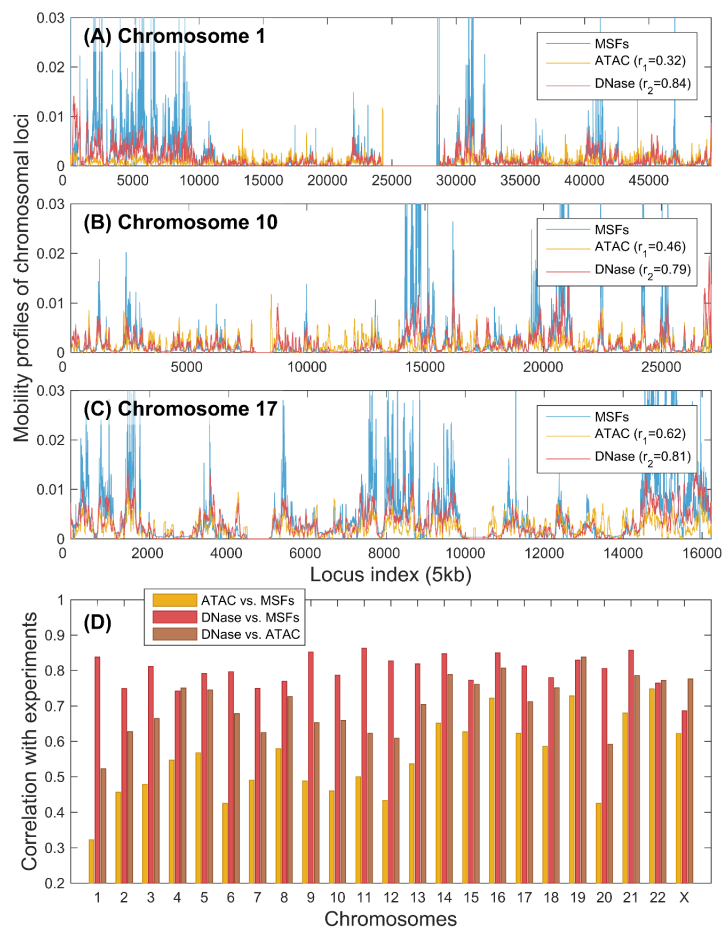 (A) Chromosome 1
0.03
0.02
0.01
0
MSFs
ATAC (r1=0.32)
DNase (r2=0.84)
0 5000 10000 15000 20000 25000 30000 35000 40000 45000
(B) Chromosome 10
0.03
0.02
0.01
0
MSFs
ATAC (r1=0.46)
DNase (r2=0.79)
0 5000 10000 15000 20000 25000
(C) Chromosome 17
0.03
0.02
0.01
0
MSFs
ATAC (r1=0.62)
DNase (r2=0.81)
0 2000 4000 6000 8000 10000 12000 14000 16000
Mobility profiles of chromosomal loci
Locus index (5kb)
(D)
ATAC vs. MSFs
DNase vs. MSFs
DNase vs. ATAC
1
0.9
0.8
0.7
0.6
0.5
0.4
0.3
0.2
Correlation with experiments
1 2 3 4 5 6 7 8 9 10 11 12 13 14 15 16 17 18 19 20 21 22 X
Chromosomes